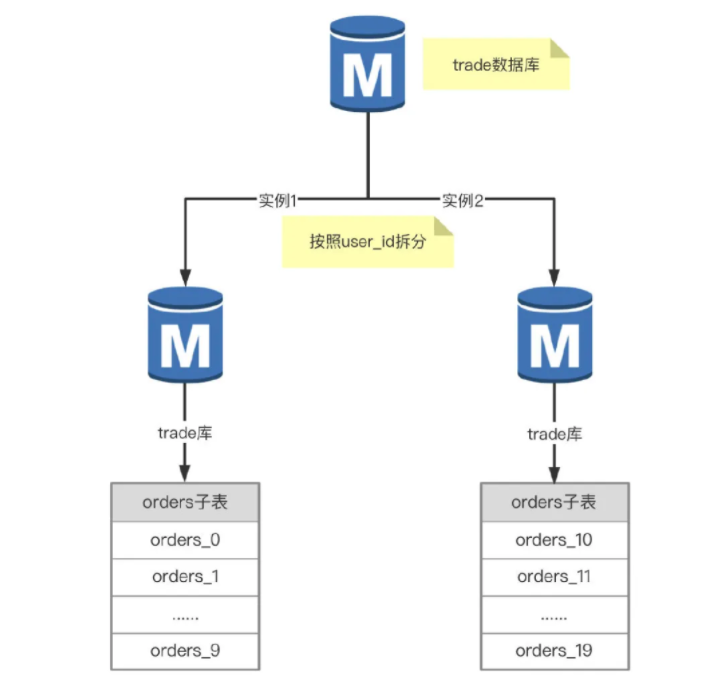 M
trade数据库
实例1
实例2
按照user_id拆分
M
M
trade库
trade库
orders子表
orders_0
orders_1
......
orders_9
orders子表
orders_10
orders_11
......
orders_19